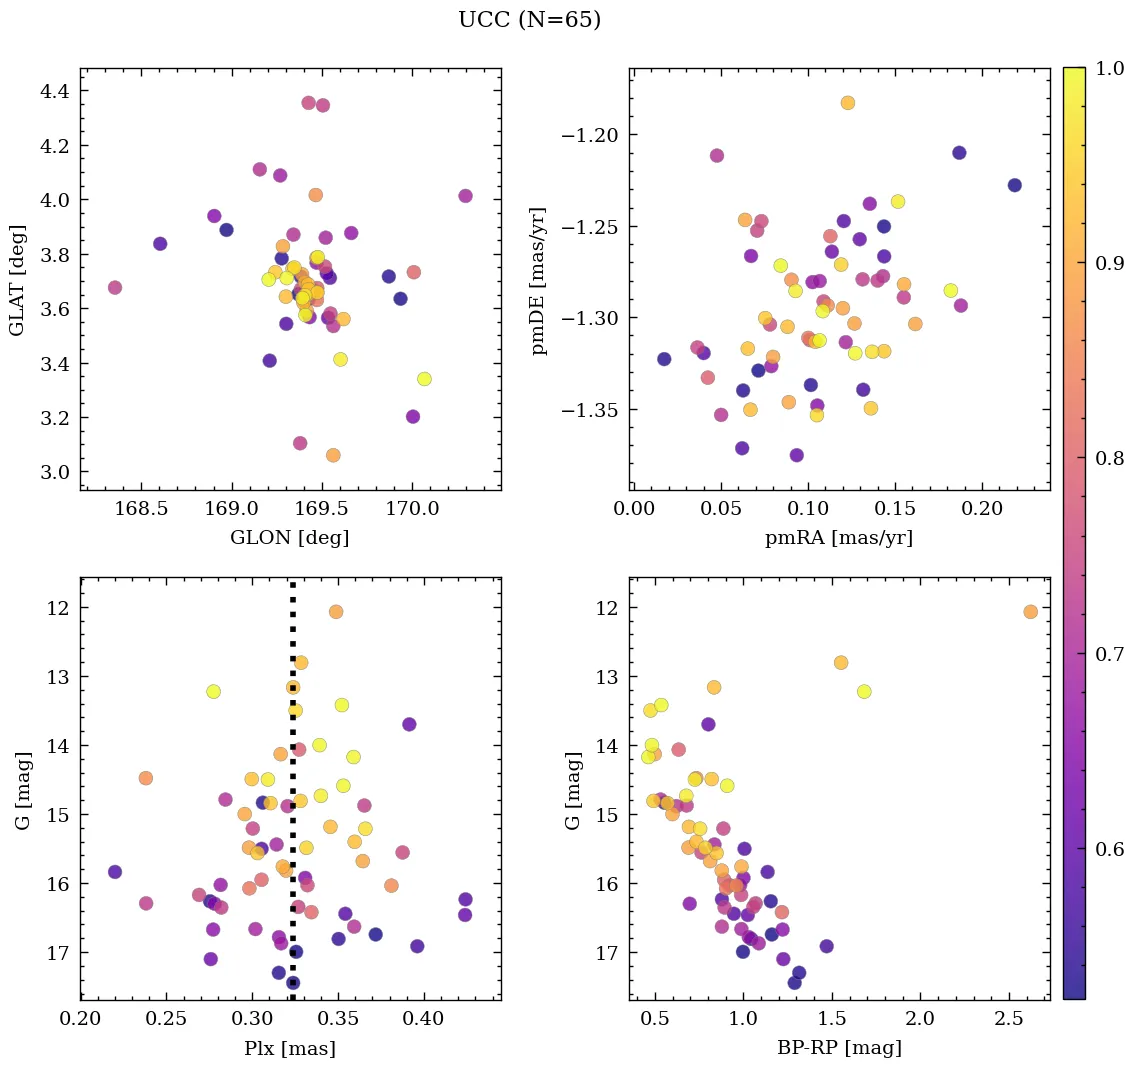 UCC (N=65)
4.4
4.2
4.0
3.8
3.6
3.4
3.2
3.0
GLAT [deg]
168.5 169.0 169.5 170.0
GLON [deg]
−1.20
−1.25
−1.30
−1.35
pmDE [mas/yr]
0.00 0.05 0.10 0.15 0.20
pmRA [mas/yr]
1.0
0.9
0.8
0.7
0.6
12
13
14
15
16
17
G [mag]
0.20 0.25 0.30 0.35 0.40
Plx [mas]
12
13
14
15
16
17
G [mag]
0.5 1.0 1.5 2.0 2.5
BP-RP [mag]